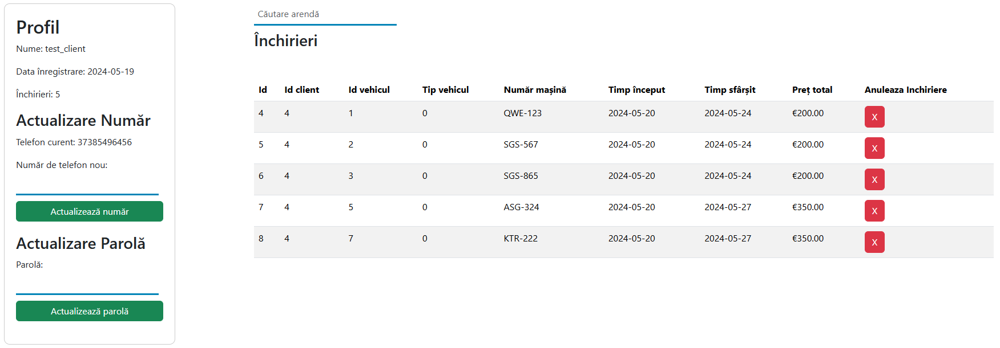 Profil
Nume: test_client
Data înregistrare: 2024-05-19
Închirieri: 5
Actualizare Număr
Telefon curent: 37385496456
Număr de telefon nou:
Actualizează număr
Actualizare Parolă
Parolă:
Actualizează parolă
Căutare arendă
Închirieri
Id Id client Id vehicul Tip vehicul Număr mașină Timp început Timp sfârșit Preț total Anuleaza Inchiriere
4 4 1 0 QWE-123 2024-05-20 2024-05-24 €200.00 X
5 4 2 0 SGS-567 2024-05-20 2024-05-24 €200.00 X
6 4 3 0 SGS-865 2024-05-20 2024-05-24 €200.00 X
7 4 5 0 ASG-324 2024-05-20 2024-05-27 €350.00 X
8 4 7 0 KTR-222 2024-05-20 2024-05-27 €350.00 X